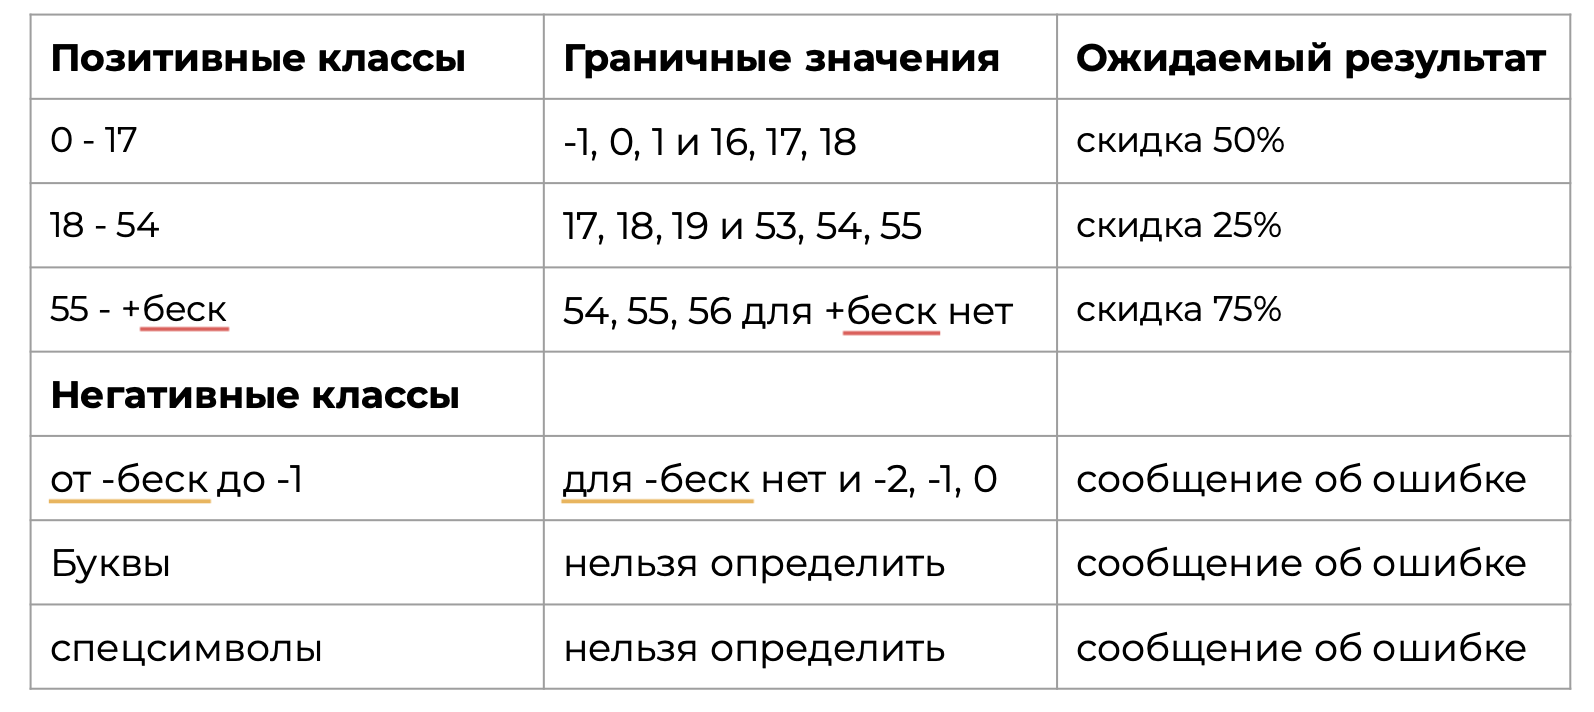 Позитивные классы Граничные значения Ожидаемый результат
0 - 17 -1, 0, 1 и 16, 17, 18 скидка 50%
18 - 54 17, 18, 19 и 53, 54, 55 скидка 25%
55 - +беск 54, 55, 56 для +беск нет скидка 75%
Негативные классы
от -беск до -1 для -беск нет и -2, -1, 0 сообщение об ошибке
Буквы нельзя определить сообщение об ошибке
спецсимволы нельзя определить сообщение об ошибке